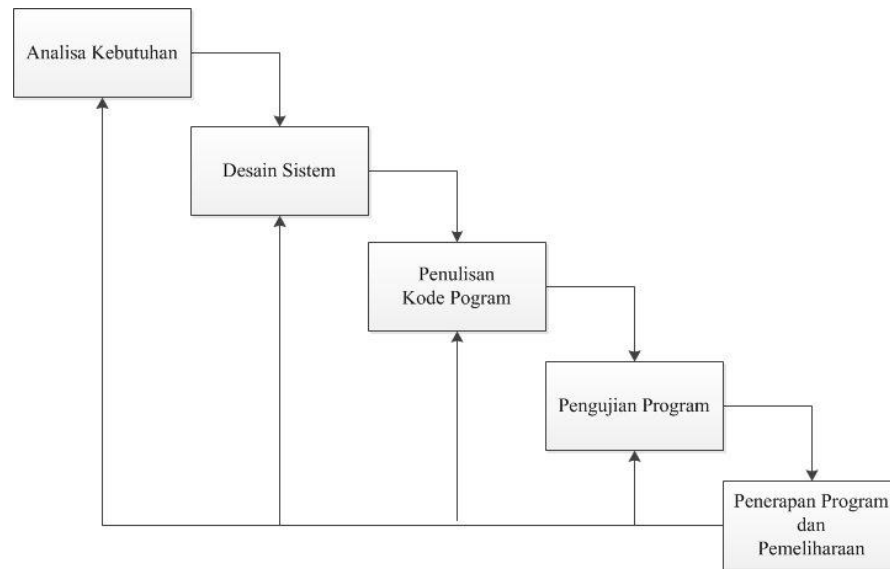 Analisa Kebutuhan
Desain Sistem
Penulisan
Kode Pogram
Pengujian Program
Penerapan Program
dan
Pemeliharaan